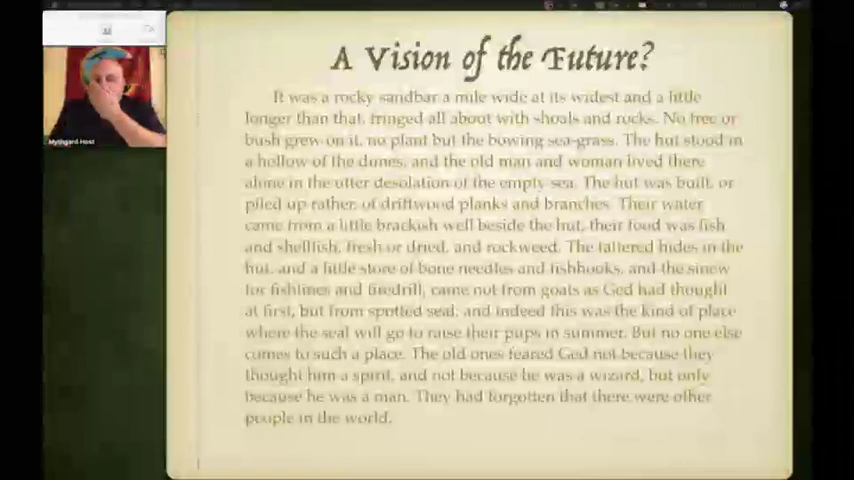 A Vision of the Future?
It was a rocky sandbar a mile wide at its widest and a little
longer than that, fringed all about with shoals and rocks. No tree or
bush grew on it, no plant but the bowing sea-grass. The hut stood in
a hollow of the dunes, and the old man and woman lived there
alone in the utter desolation of the empty sea. The hut was built, or
piled up rather, of driftwood planks and branches. Their water
came from a little brackish well beside the hut, their food was fish
and shellfish, fresh or dried, and rockweed. The tattered hides in the
hut, and a little store of bone needles and fishhooks, and the sinew
for fishlines and firedrill, came not from goats as Ged had thought
at first, but from spotted seal, and indeed this was the kind of place
where the seal will go to raise their pups in summer. But no one else
comes to such a place. The old ones feared Ged not because they
thought him a spirit, and not because he was a wizard, but only
because he was a man. They had forgotten that there were other
people in the world.
Mythgard Host